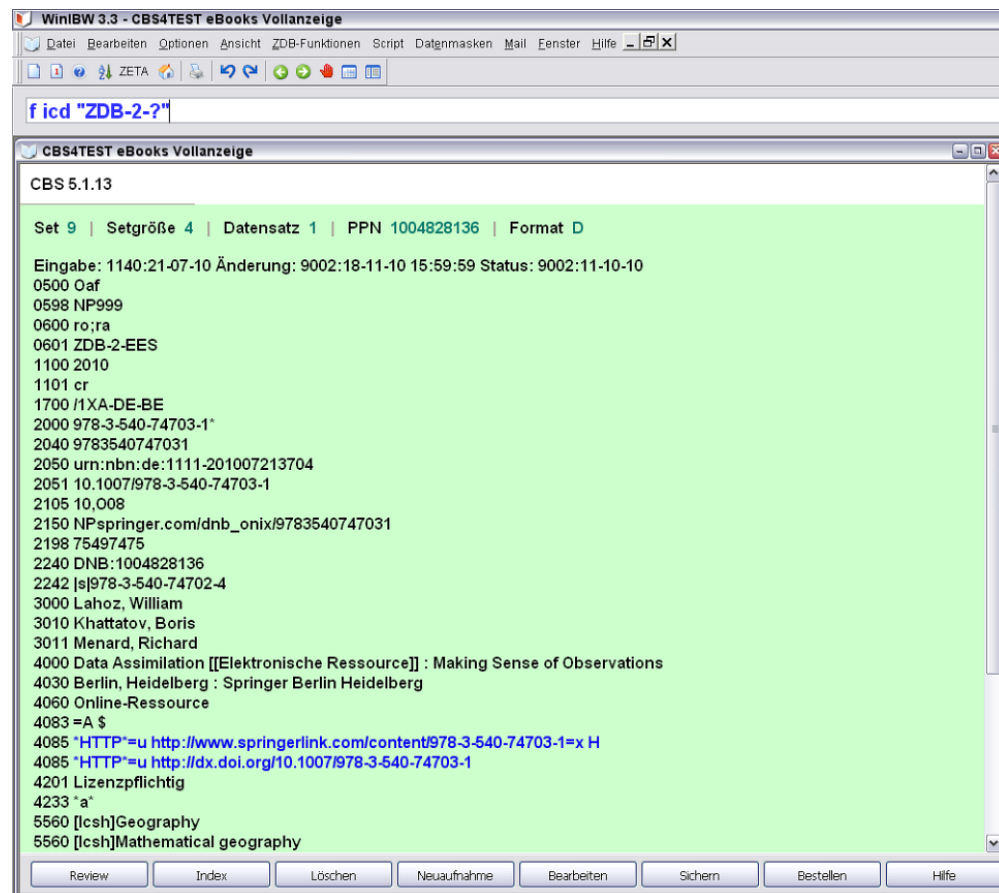 WinIBW 3.3 - CBS4TEST eBooks Vollanzeige
Datei Bearbeiten Optionen Ansicht ZDB-Funktionen Script Datenmasken Mail Fenster Hilfe
ZETA
f icd "ZDB-2-?"
CBS4TEST eBooks Vollanzeige
CBS 5.1.13
Set 9 | Setgröße 4 | Datensatz 1 | PPN 1004828136 | Format D
Eingabe: 1140:21-07-10 Änderung: 9002:18-11-10 15:59:59 Status: 9002:11-10-10
0500 Oaf
0598 NP999
0600 ro;ra
0601 ZDB-2-EES
1100 2010
1101 cr
1700 /1XA-DE-BE
2000 978-3-540-74703-1*
2040 9783540747031
2050 urn:nbn:de:1111-201007213704
2051 10.1007/978-3-540-74703-1
2105 10,O08
2150 NPspringer.com/dnb_onix/9783540747031
2198 75497475
2240 DNB:1004828136
2242 |s|978-3-540-74702-4
3000 Lahoz, William
3010 Khattatov, Boris
3011 Menard, Richard
4000 Data Assimilation [[Elektronische Ressource]] : Making Sense of Observations
4030 Berlin, Heidelberg : Springer Berlin Heidelberg
4060 Online-Ressource
4083 =A $
4085 *HTTP*=u http://www.springerlink.com/content/978-3-540-74703-1=x H
4085 *HTTP*=u http://dx.doi.org/10.1007/978-3-540-74703-1
4201 Lizenzpflichtig
4233 *a*
5560 [lcsh]Geography
5560 [lcsh]Mathematical geography
Review Index Löschen Neuaufnahme Bearbeiten Sichern Bestellen Hilfe